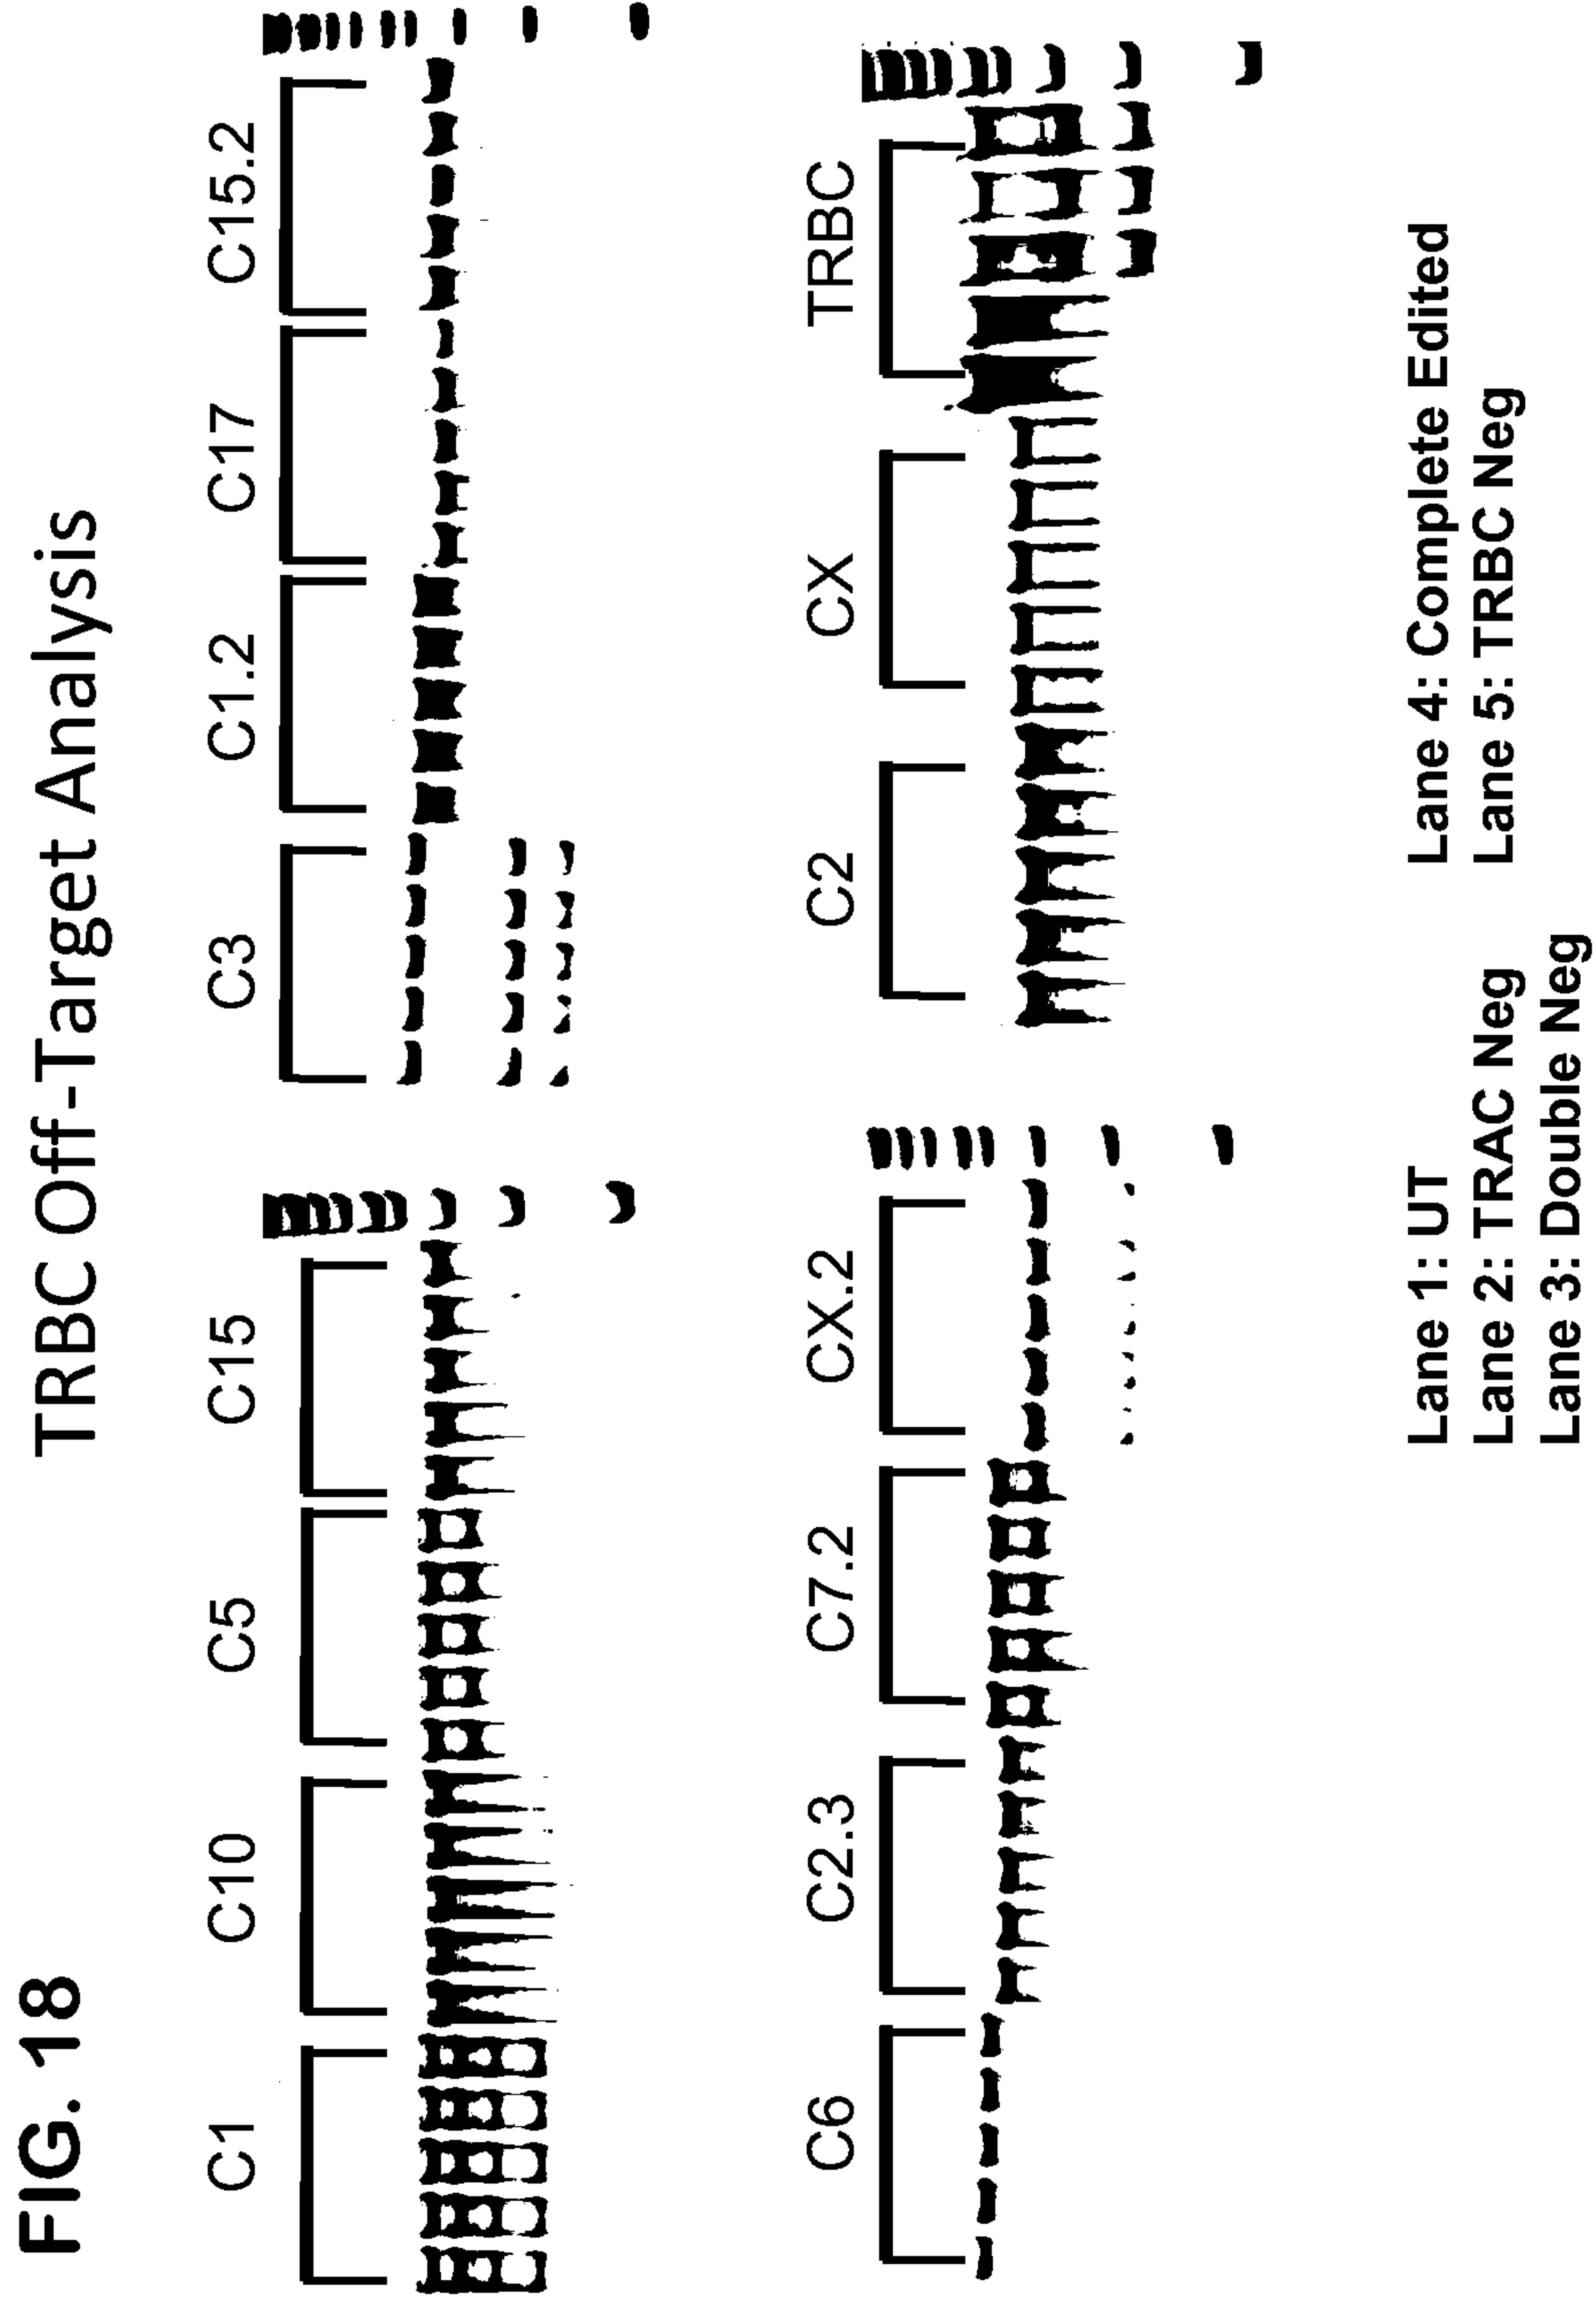 FIG. 18
TRBC Off-Target Analysis
C1 C10 C5 C15 C3 C1.2 C17 C15.2
C6 C2.3 C7.2 CX.2 C2 CX TRBC
Lane 1: UT Lane 4: Complete Edited
Lane 2: TRAC Neg Lane 5: TRBC Neg
Lane 3: Double Neg